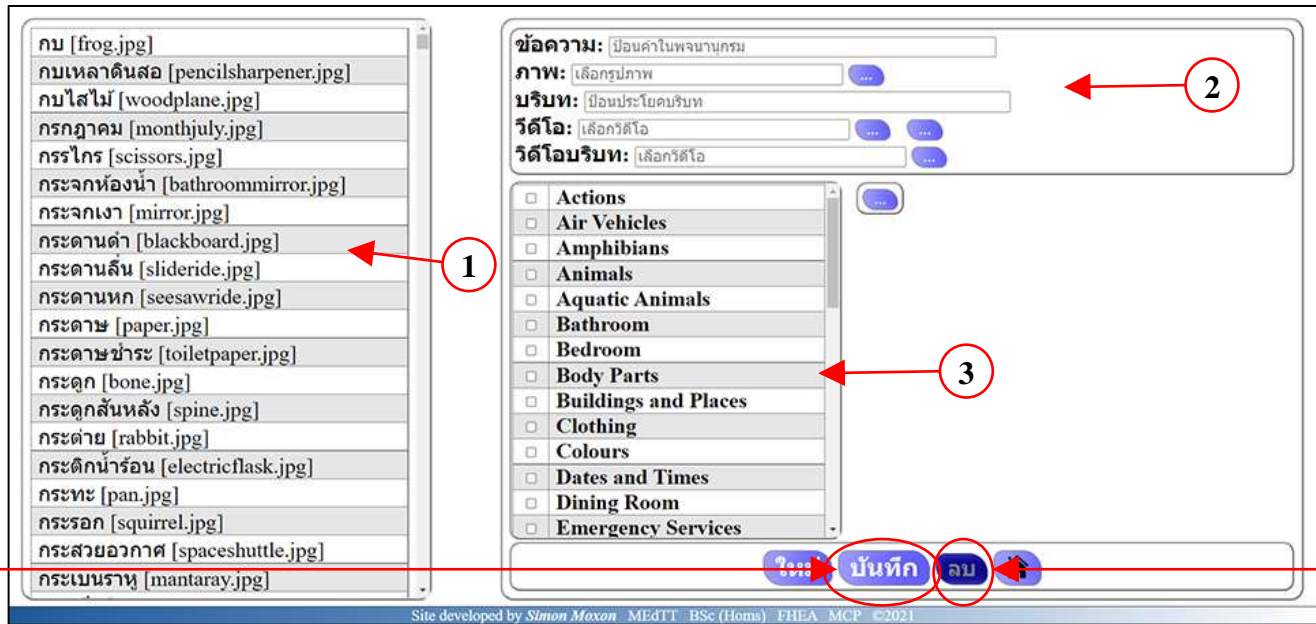 กบ [frog.jpg]
กบเหลาดินสอ [pencilsharpener.jpg]
กบไสไม้ [woodplane.jpg]
กรกฎาคม [monthjuly.jpg]
กรรไกร [scissors.jpg]
กระจกห้องน้ำ [bathroommirror.jpg]
กระจกเงา [mirror.jpg]
กระดานดำ [blackboard.jpg]
กระดานลื่น [slideride.jpg]
กระดานหก [seesawride.jpg]
กระดาษ [paper.jpg]
กระดาษชำระ [toiletpaper.jpg]
กระดูก [bone.jpg]
กระดูกสันหลัง [spine.jpg]
กระต่าย [rabbit.jpg]
กระติกน้ำร้อน [electricflask.jpg]
กระทะ [pan.jpg]
กระรอก [squirrel.jpg]
กระสวยอวกาศ [spaceshuttle.jpg]
กระเบนราหู [mantaray.jpg]
1
ข้อความ: ป้อนคำในพจนานุกรม
ภาพ: เลือกรูปภาพ ...
บริบท: ป้อนประโยคบริบท
วีดีโอ: เลือกวิดีโอ ... ...
วิดีโอบริบท: เลือกวิดีโอ ...
2
Actions ...
Air Vehicles
Amphibians
Animals
Aquatic Animals
Bathroom
Bedroom
Body Parts
Buildings and Places
Clothing
Colours
Dates and Times
Dining Room
Emergency Services
3
ใหม่ บันทึก ลบ
Site developed by Simon Moxon MEdTT BSc (Homs) FHEA MCP ©2021